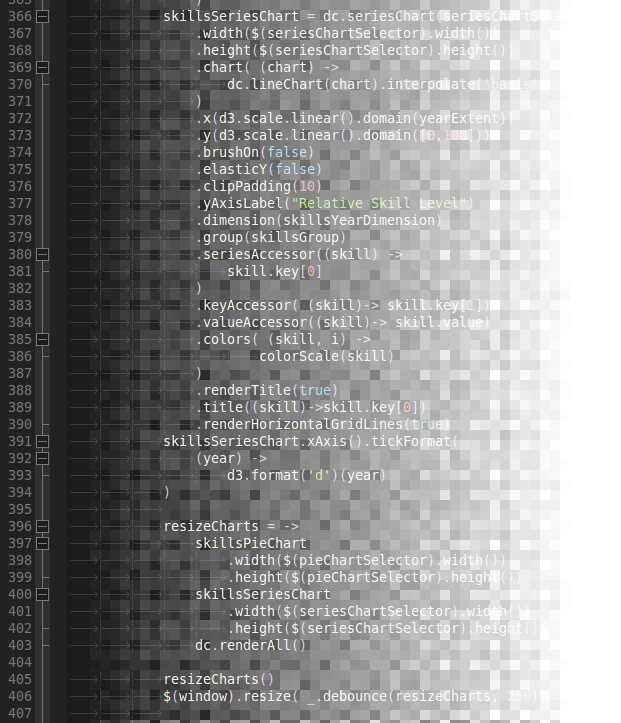 366 skillsSeriesChart = dc.seriesChart(seriesChartSele
367 .width($(seriesChartSelector).width())
368 .height($(seriesChartSelector).height())
369 .chart( (chart) ->
370 dc.lineChart(chart).interpolate('basis'
371 )
372 .x(d3.scale.linear().domain(yearExtent))
373 .y(d3.scale.linear().domain([0,100]))
374 .brushOn(false)
375 .elasticY(false)
376 .clipPadding(10)
377 .yAxisLabel("Relative Skill Level")
378 .dimension(skillsYearDimension)
379 .group(skillsGroup)
380 .seriesAccessor((skill) ->
381 skill.key[0]
382 )
383 .keyAccessor( (skill)-> skill.key[1])
384 .valueAccessor((skill)-> skill.value)
385 .colors( (skill, i) ->
386 colorScale(skill)
387 )
388 .renderTitle(true)
389 .title((skill)->skill.key[0])
390 .renderHorizontalGridLines(true)
391 skillsSeriesChart.xAxis().tickFormat(
392 (year) ->
393 d3.format('d')(year)
394 )
395
396 resizeCharts = ->
397 skillsPieChart
398 .width($(pieChartSelector).width())
399 .height($(pieChartSelector).height())
400 skillsSeriesChart
401 .width($(seriesChartSelector).width())
402 .height($(seriesChartSelector).height()
403 dc.renderAll()
404
405 resizeCharts()
406 $(window).resize( _.debounce(resizeCharts, 250)
407